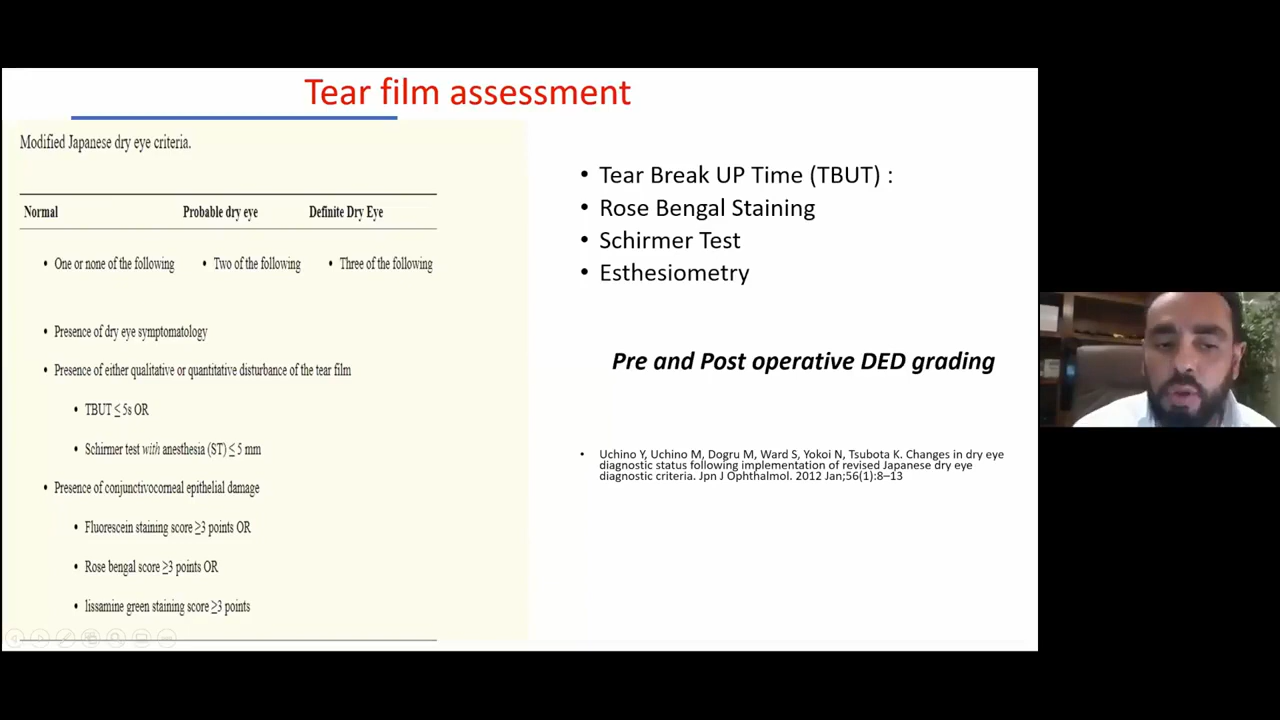 Tear film assessment
Modified Japanese dry eye criteria.
Normal Probable dry eye Definite Dry Eye
• One or none of the following • Two of the following • Three of the following
• Presence of dry eye symptomatology
• Presence of either qualitative or quantitative disturbance of the tear film
• TBUT ≤ 5s OR
• Schirmer test with anesthesia (ST) ≤ 5 mm
• Presence of conjunctivocorneal epithelial damage
• Fluorescein staining score ≥3 points OR
• Rose bengal score ≥3 points OR
• lissamine green staining score ≥3 points
• Tear Break UP Time (TBUT) :
• Rose Bengal Staining
• Schirmer Test
• Esthesiometry
Pre and Post operative DED grading
• Uchino Y, Uchino M, Dogru M, Ward S, Yokoi N, Tsubota K. Changes in dry eye
diagnostic status following implementation of revised Japanese dry eye
diagnostic criteria. Jpn J Ophthalmol. 2012 Jan;56(1):8–13